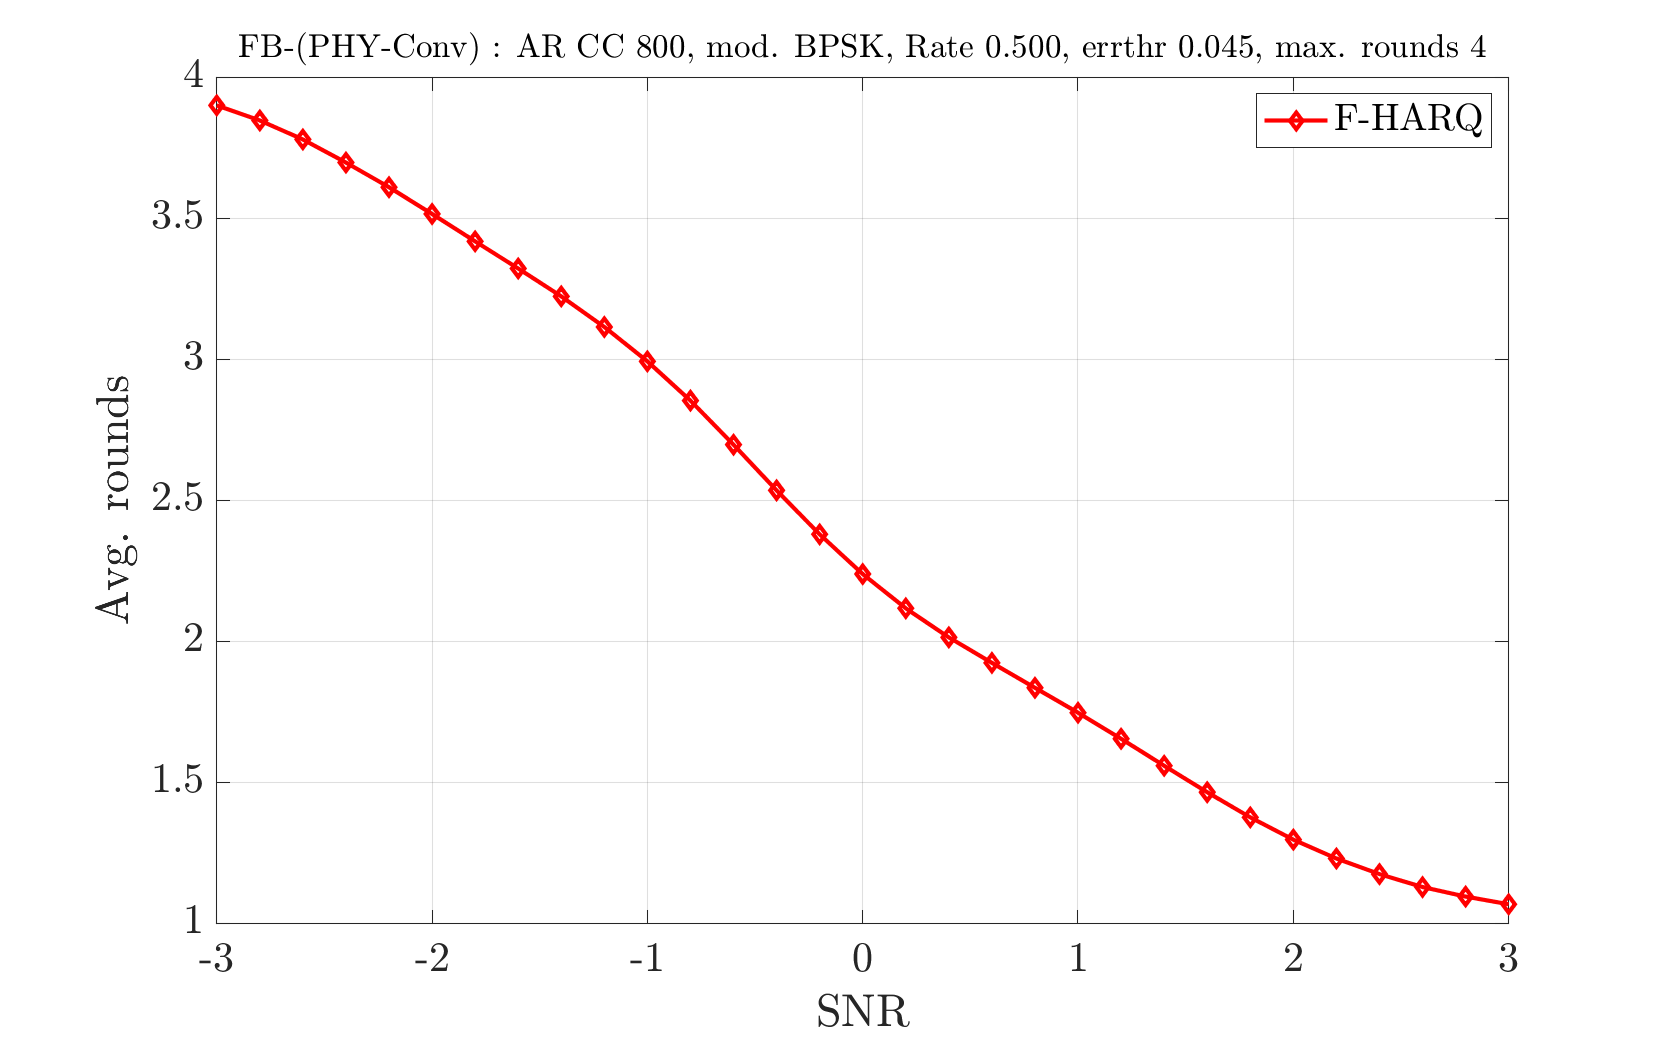 FB-(PHY-Conv) : AR CC 800, mod. BPSK, Rate 0.500, errthr 0.045, max. rounds 4
F-HARQ
4
3.5
3
2.5
2
1.5
1
Avg. rounds
-3 -2 -1 0 1 2 3
SNR